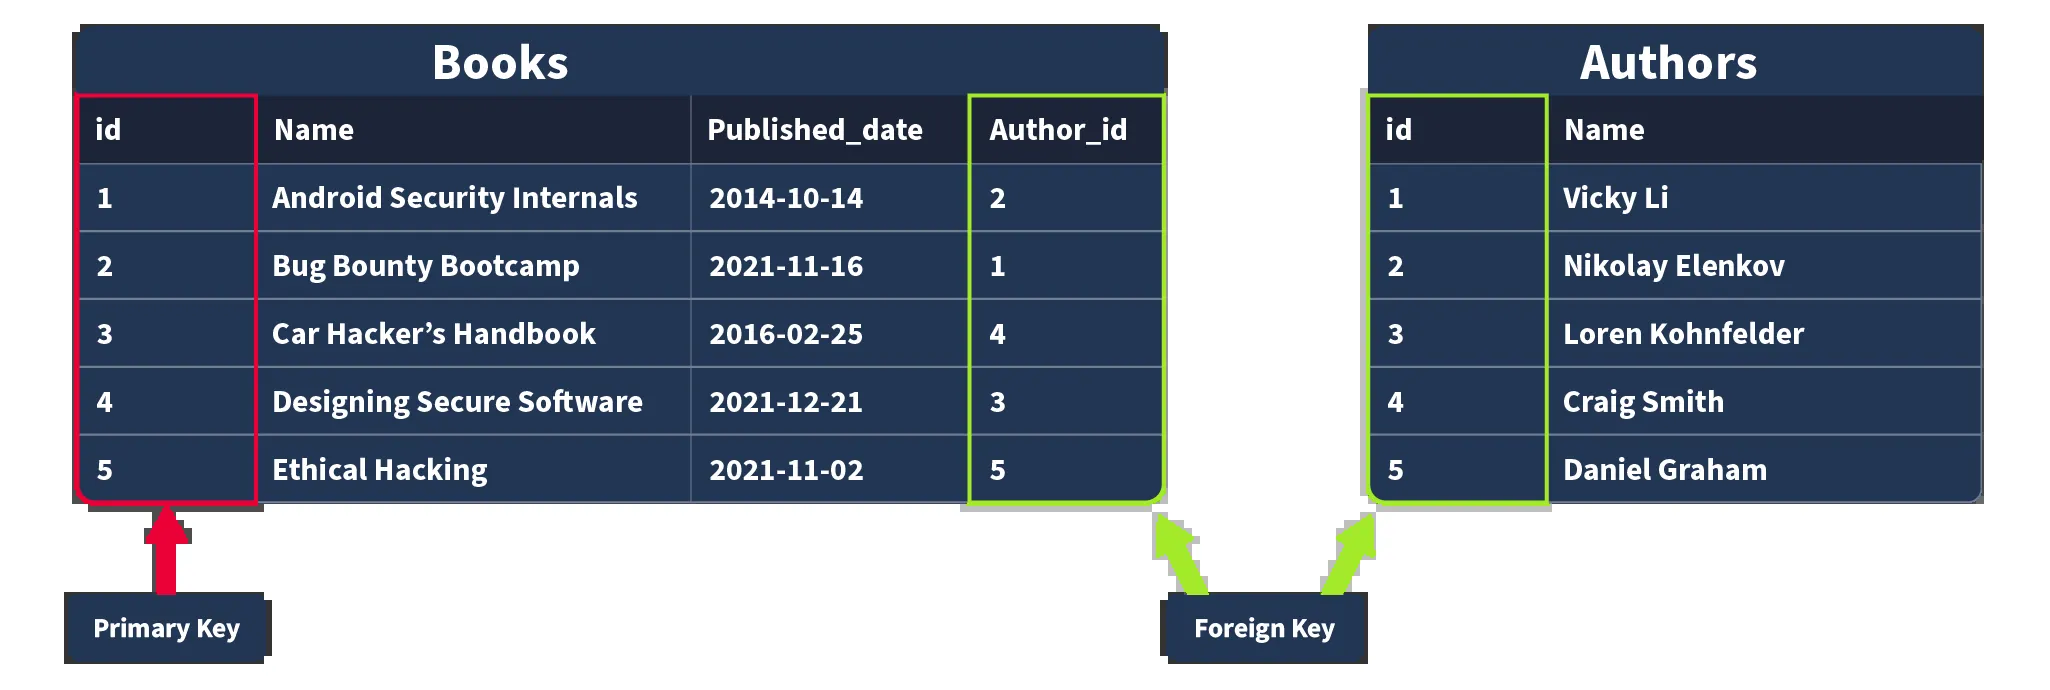 Books
id Name Published_date Author_id
1 Android Security Internals 2014-10-14 2
2 Bug Bounty Bootcamp 2021-11-16 1
3 Car Hacker’s Handbook 2016-02-25 4
4 Designing Secure Software 2021-12-21 3
5 Ethical Hacking 2021-11-02 5
Authors
id Name
1 Vicky Li
2 Nikolay Elenkov
3 Loren Kohnfelder
4 Craig Smith
5 Daniel Graham
Primary Key
Foreign Key